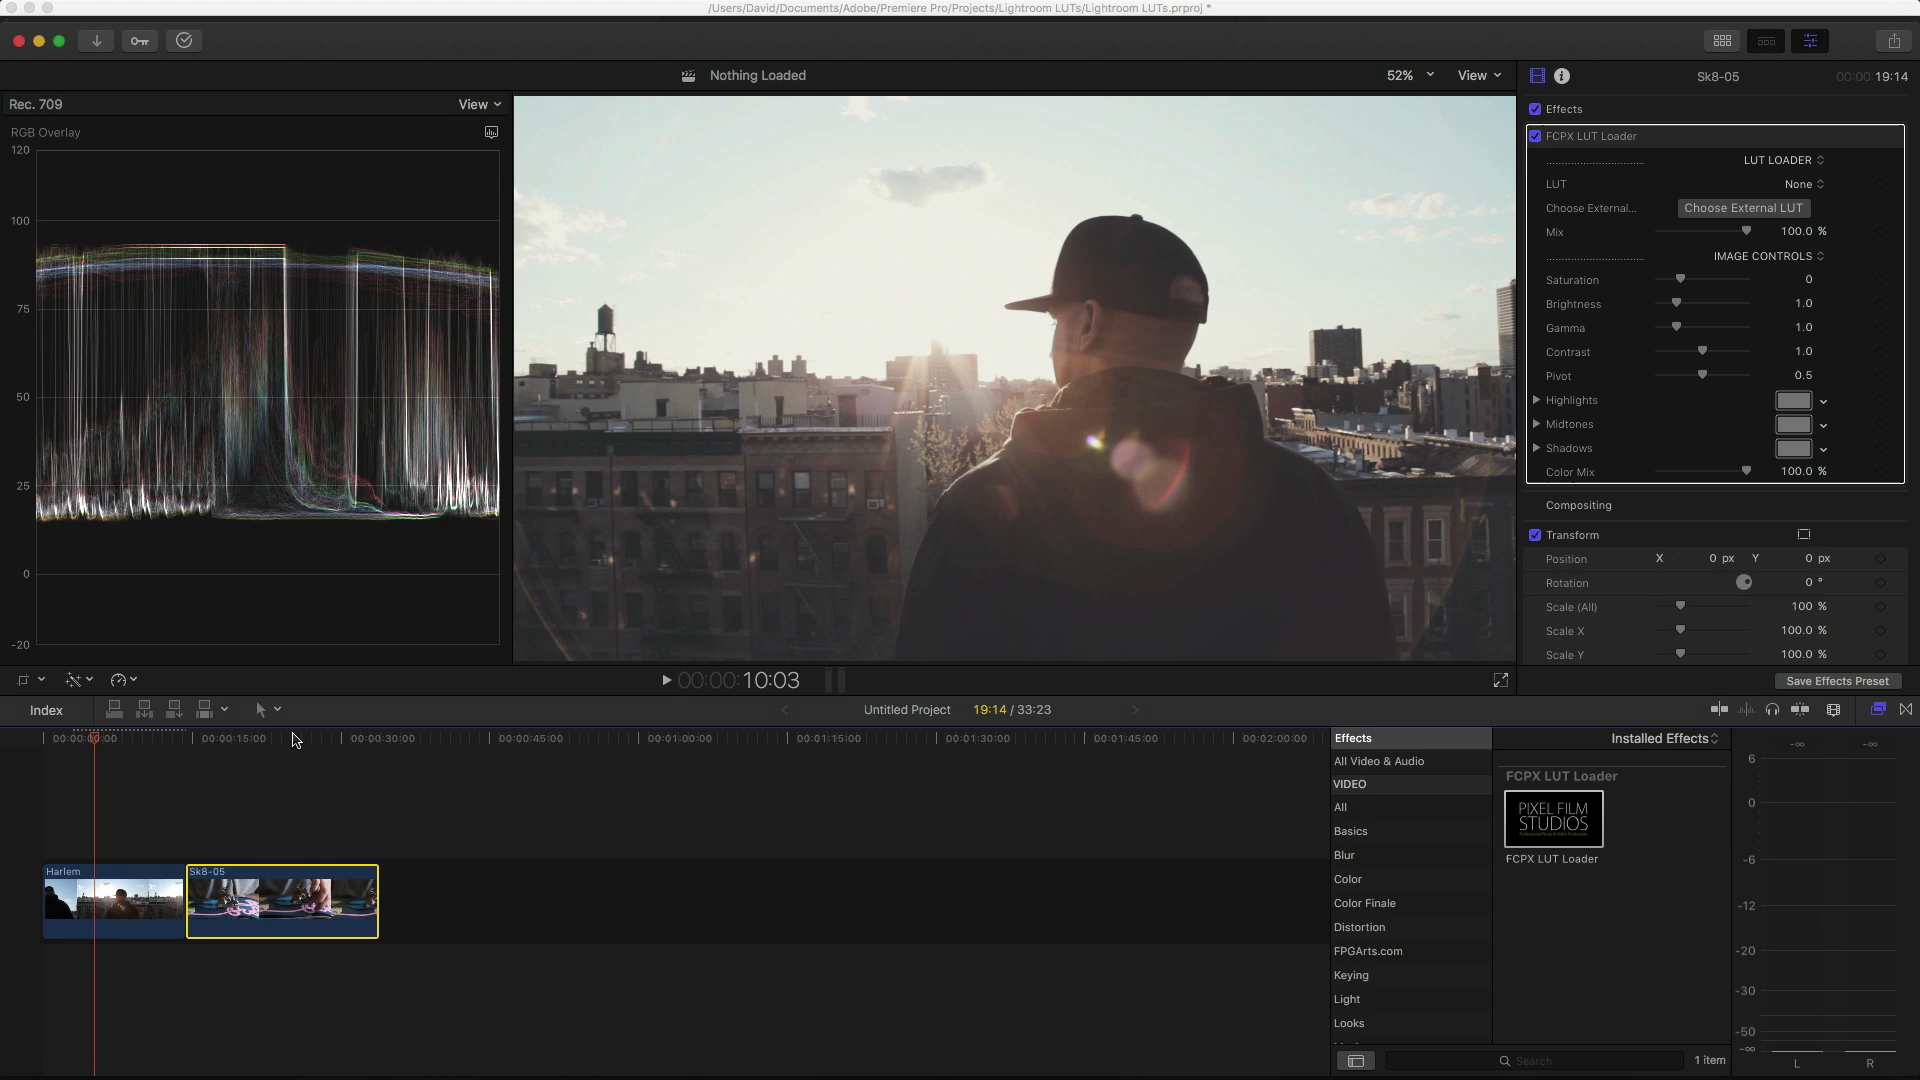 /Users/David/Documents/Adobe/Premiere Pro/Projects/Lightroom LUTs/Lightroom LUTs.prproj *
Nothing Loaded
52%
View
Sk8-05
00:00:19:14
Rec. 709
View
RGB Overlay
120
100
75
50
25
0
-20
Effects
FCPX LUT Loader
LUT LOADER
LUT
None
Choose External...
Choose External LUT
Mix
100.0 %
IMAGE CONTROLS
Saturation
0
Brightness
1.0
Gamma
1.0
Contrast
1.0
Pivot
0.5
Highlights
Midtones
Shadows
Color Mix
100.0 %
Compositing
Transform
Position
X
0 px
Y
0 px
Rotation
0 °
Scale (All)
100 %
Scale X
100.0 %
Scale Y
100.0 %
Save Effects Preset
00:00:10:03
Index
Untitled Project
19:14 / 33:23
00:00:00:00
00:00:15:00
00:00:30:00
00:00:45:00
00:01:00:00
00:01:15:00
00:01:30:00
00:01:45:00
00:02:00:00
Harlem
Sk8-05
Effects
All Video & Audio
VIDEO
All
Basics
Blur
Color
Color Finale
Distortion
FPGArts.com
Keying
Light
Looks
Installed Effects
FCPX LUT Loader
PIXEL FILM
STUDIOS
FCPX LUT Loader
Search
1 item
-∞
-∞
6
0
-6
-12
-20
-30
-50
-∞
L
R